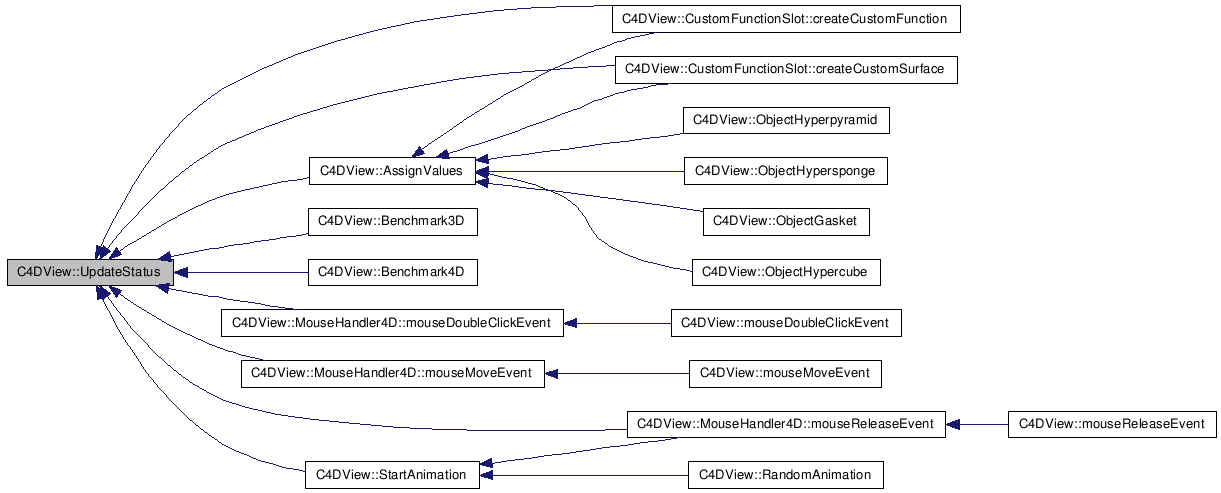 C4DView::CustomFunctionSlot::createCustomFunction
C4DView::CustomFunctionSlot::createCustomSurface
C4DView::ObjectHyperpyramid
C4DView::AssignValues
C4DView::ObjectHypersponge
C4DView::Benchmark3D
C4DView::ObjectGasket
C4DView::UpdateStatus
C4DView::Benchmark4D
C4DView::ObjectHypercube
C4DView::MouseHandler4D::mouseDoubleClickEvent
C4DView::mouseDoubleClickEvent
C4DView::MouseHandler4D::mouseMoveEvent
C4DView::mouseMoveEvent
C4DView::MouseHandler4D::mouseReleaseEvent
C4DView::mouseReleaseEvent
C4DView::StartAnimation
C4DView::RandomAnimation